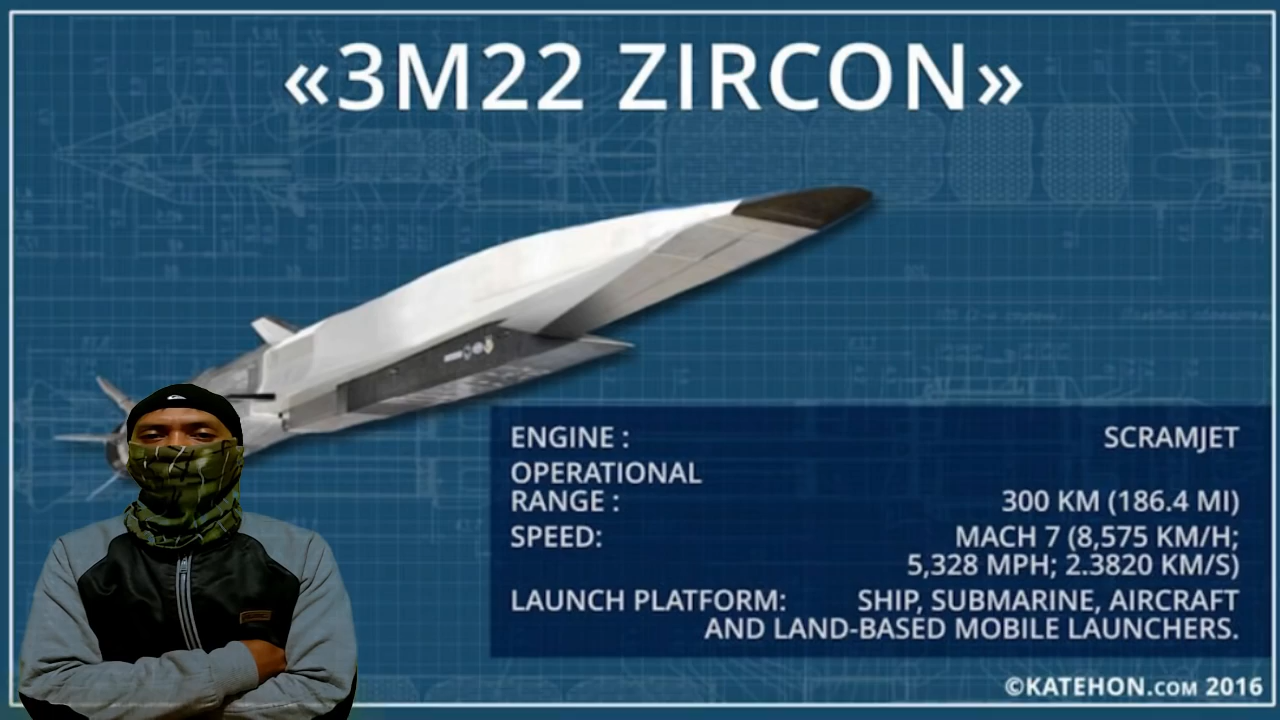 «3M22 ZIRCON»
ENGINE : SCRAMJET
OPERATIONAL
RANGE : 300 KM (186.4 MI)
SPEED: MACH 7 (8,575 KM/H;
5,328 MPH; 2.3820 KM/S)
LAUNCH PLATFORM: SHIP, SUBMARINE, AIRCRAFT
AND LAND-BASED MOBILE LAUNCHERS.
©KATEHON.COM 2016